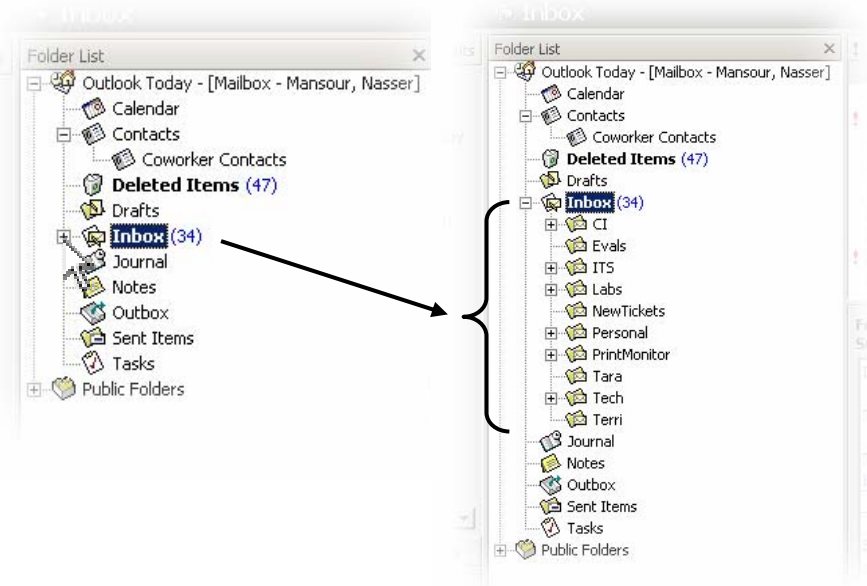 Inbox
Folder List
Outlook Today - [Mailbox - Mansour, Nasser]
Calendar
Contacts
Coworker Contacts
Deleted Items (47)
Drafts
Inbox (34)
Journal
Notes
Outbox
Sent Items
Tasks
Public Folders
Inbox
Folder List
Outlook Today - [Mailbox - Mansour, Nasser]
Calendar
Contacts
Coworker Contacts
Deleted Items (47)
Drafts
Inbox (34)
CI
Evals
ITS
Labs
NewTickets
Personal
PrintMonitor
Tara
Tech
Terri
Journal
Notes
Outbox
Sent Items
Tasks
Public Folders